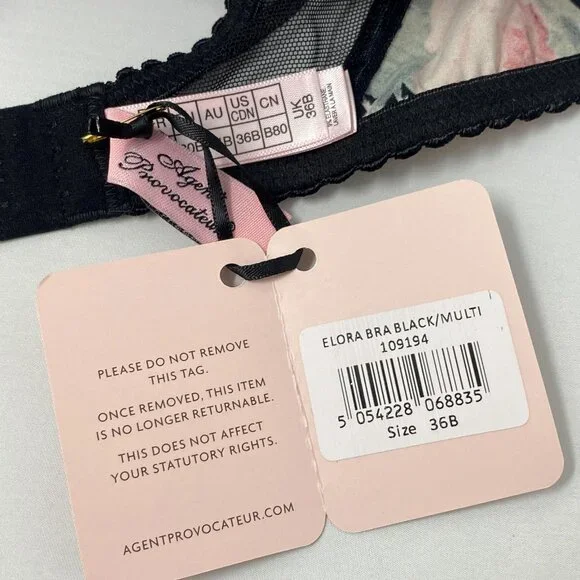 AU
US
CDN
CN
UK
36B
B
36B
B80
Agent
Provocateur
PLEASE DO NOT REMOVE
THIS TAG.
ONCE REMOVED, THIS ITEM
IS NO LONGER RETURNABLE.
THIS DOES NOT AFFECT
YOUR STATUTORY RIGHTS.
AGENTPROVOCATEUR.COM
ELORA BRA BLACK/MULTI
109194
5 054228 068835
Size 36B